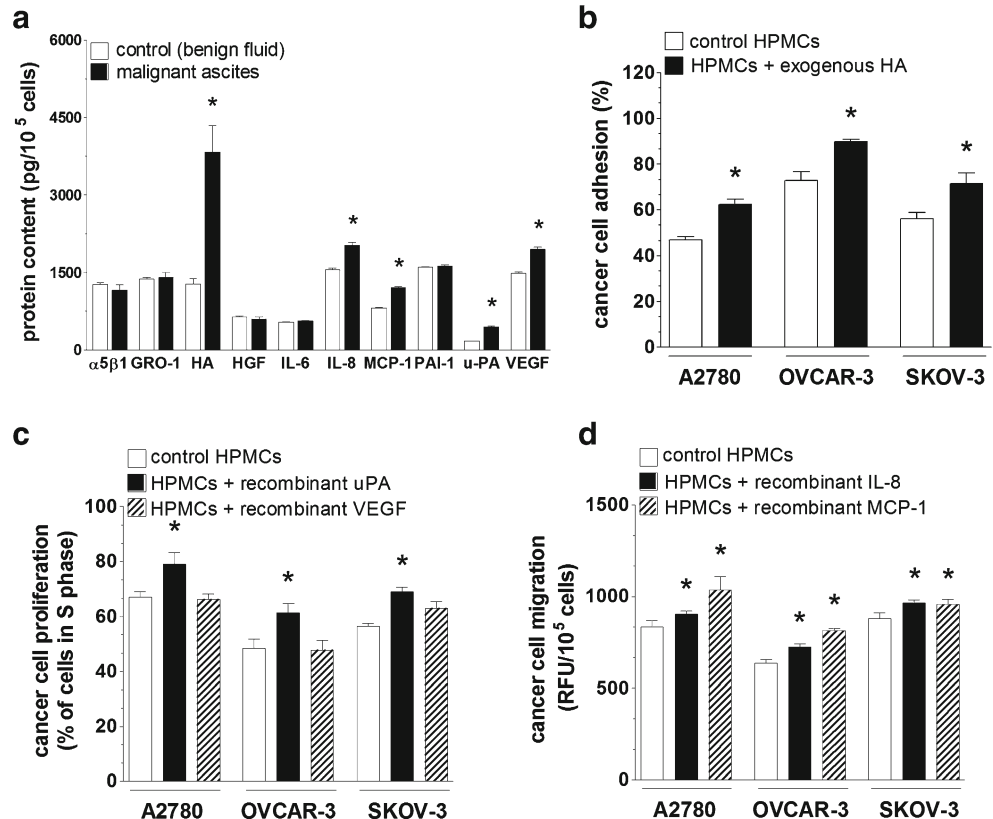 a
6000
4500
3000
1500
0
protein content (pg/10 5 cells)
control (benign fluid)
malignant ascites
* * * * *
α5β1 GRO-1 HA HGF IL-6 IL-8 MCP-1 PAI-1 u-PA VEGF
b
control HPMCs
HPMCs + exogenous HA
120
100
80
60
40
20
0
cancer cell adhesion (%)
* * *
A2780 OVCAR-3 SKOV-3
c
control HPMCs
HPMCs + recombinant uPA
HPMCs + recombinant VEGF
100
80
60
40
20
0
cancer cell proliferation
(% of cells in S phase)
* * *
A2780 OVCAR-3 SKOV-3
d
control HPMCs
HPMCs + recombinant IL-8
HPMCs + recombinant MCP-1
1500
1000
500
0
cancer cell migration
(RFU/10⁵ cells)
* * * * * *
A2780 OVCAR-3 SKOV-3